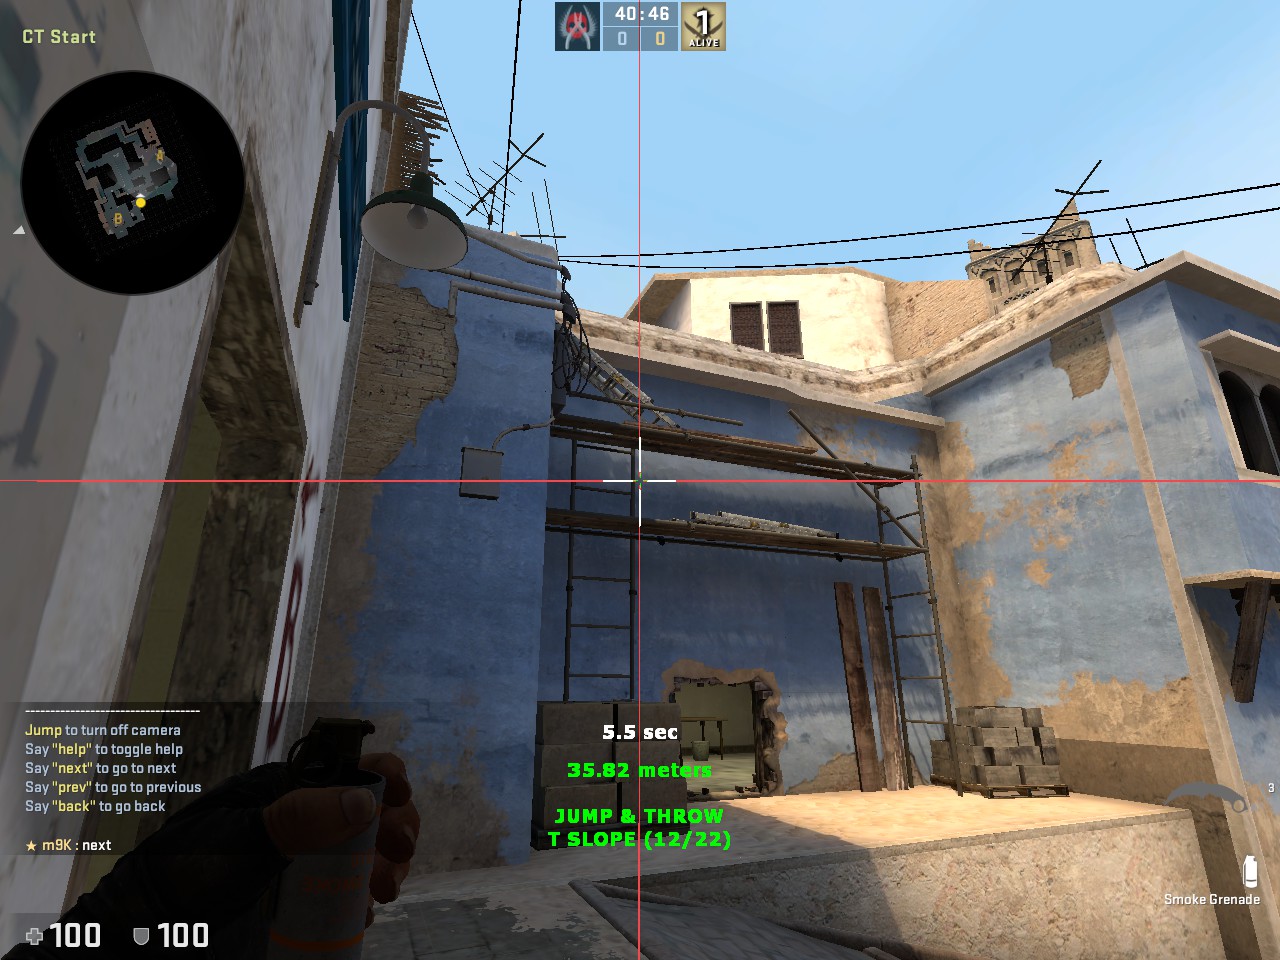 CT Start
40:46
0 0
1
ALIVE
A
B
----------------------------------
Jump to turn off camera
Say "help" to toggle help
Say "next" to go to next
Say "prev" to go to previous
Say "back" to go back
★ m9K : next
5.5 sec
35.82 meters
JUMP & THROW
T SLOPE (12/22)
3
Smoke Grenade
100 100